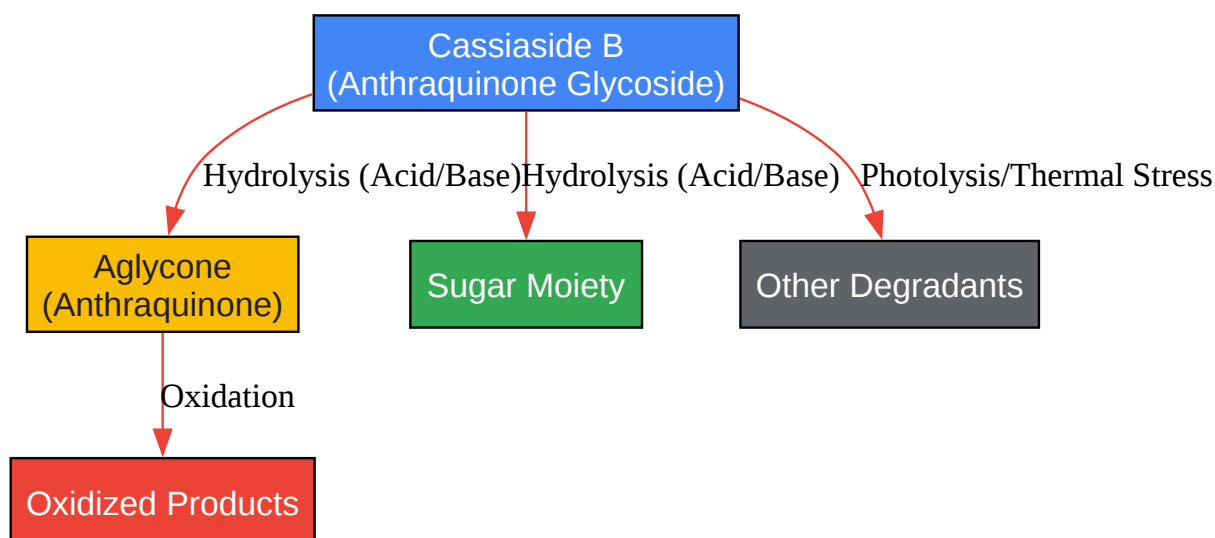 Cassiaside B
(Anthraquinone Glycoside)
Hydrolysis (Acid/Base)
Hydrolysis (Acid/Base)
Photolysis/Thermal Stress
Aglycone
(Anthraquinone)
Sugar Moiety
Other Degradants
Oxidation
Oxidized Products